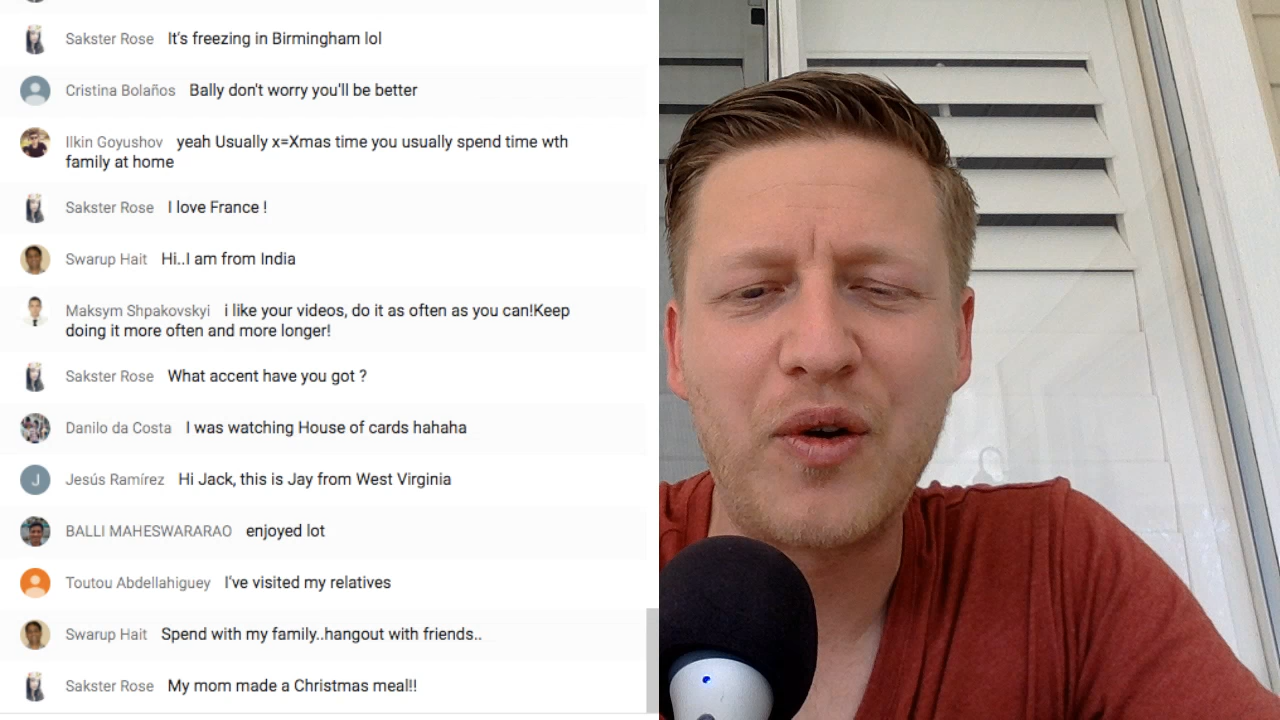 Sakster Rose It's freezing in Birmingham lol
Cristina Bolaños Bally don't worry you'll be better
Ilkin Goyushov yeah Usually x=Xmas time you usually spend time wth
family at home
Sakster Rose I love France !
Swarup Hait Hi..I am from India
Maksym Shpakovskyi i like your videos, do it as often as you can!Keep
doing it more often and more longer!
Sakster Rose What accent have you got ?
Danilo da Costa I was watching House of cards hahaha
J Jesús Ramírez Hi Jack, this is Jay from West Virginia
BALLI MAHESWARARAO enjoyed lot
Toutou Abdellahiguey I've visited my relatives
Swarup Hait Spend with my family..hangout with friends..
Sakster Rose My mom made a Christmas meal!!